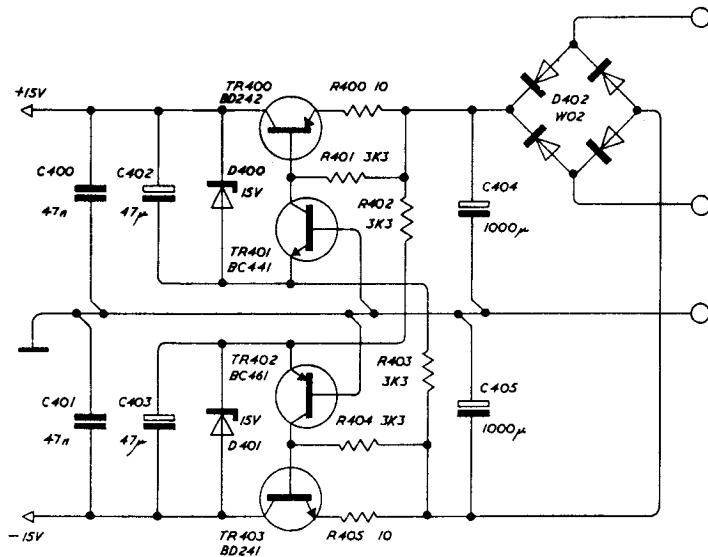 TR400
BD242
R400 10
D402
W02
+15V
C400
47n
C402
47µ
D400
15V
R401 3K3
R402
3K3
C404
1000µ
TR401
BC441
TR402
BC461
R403
3K3
C401
47n
C403
47µ
15V
D401
R404 3K3
C405
1000µ
-15V
TR403
BD241
R405 10